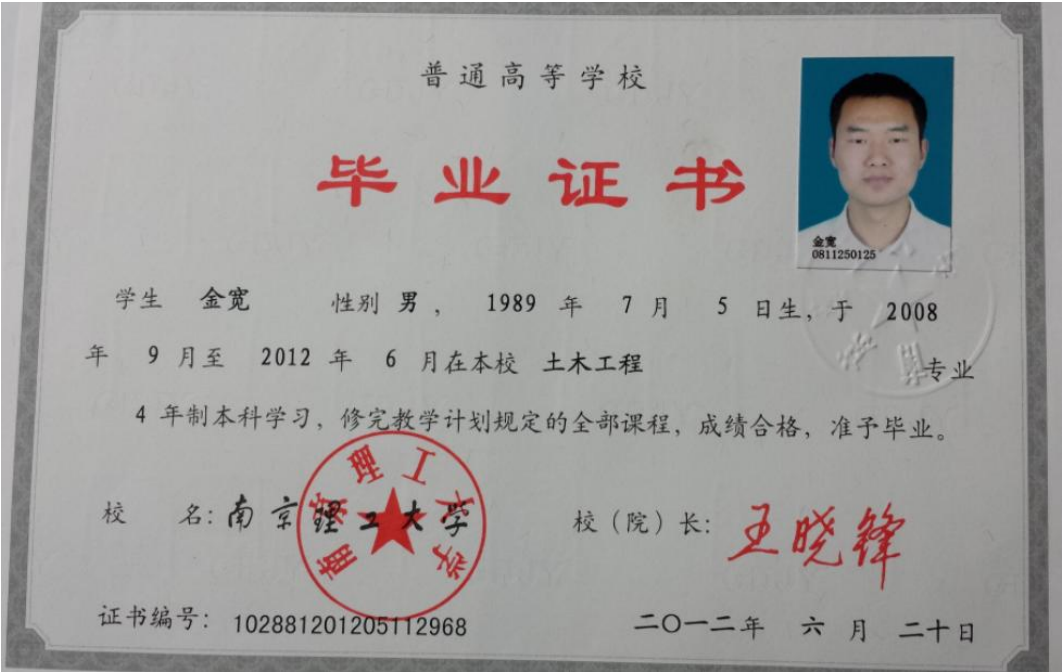 普通高等学校
毕业证书
金宽
0811250125
学生 金宽 性别 男，1989 年 7 月 5 日生，于 2008
年 9 月至 2012 年 6 月在本校 土木工程 专业
4 年制本科学习，修完教学计划规定的全部课程，成绩合格，准予毕业。
校 名：南京理工大学
南京理工大学
校（院）长：王晓锋
证书编号：102881201205112968
二〇一二年 六 月 二十日